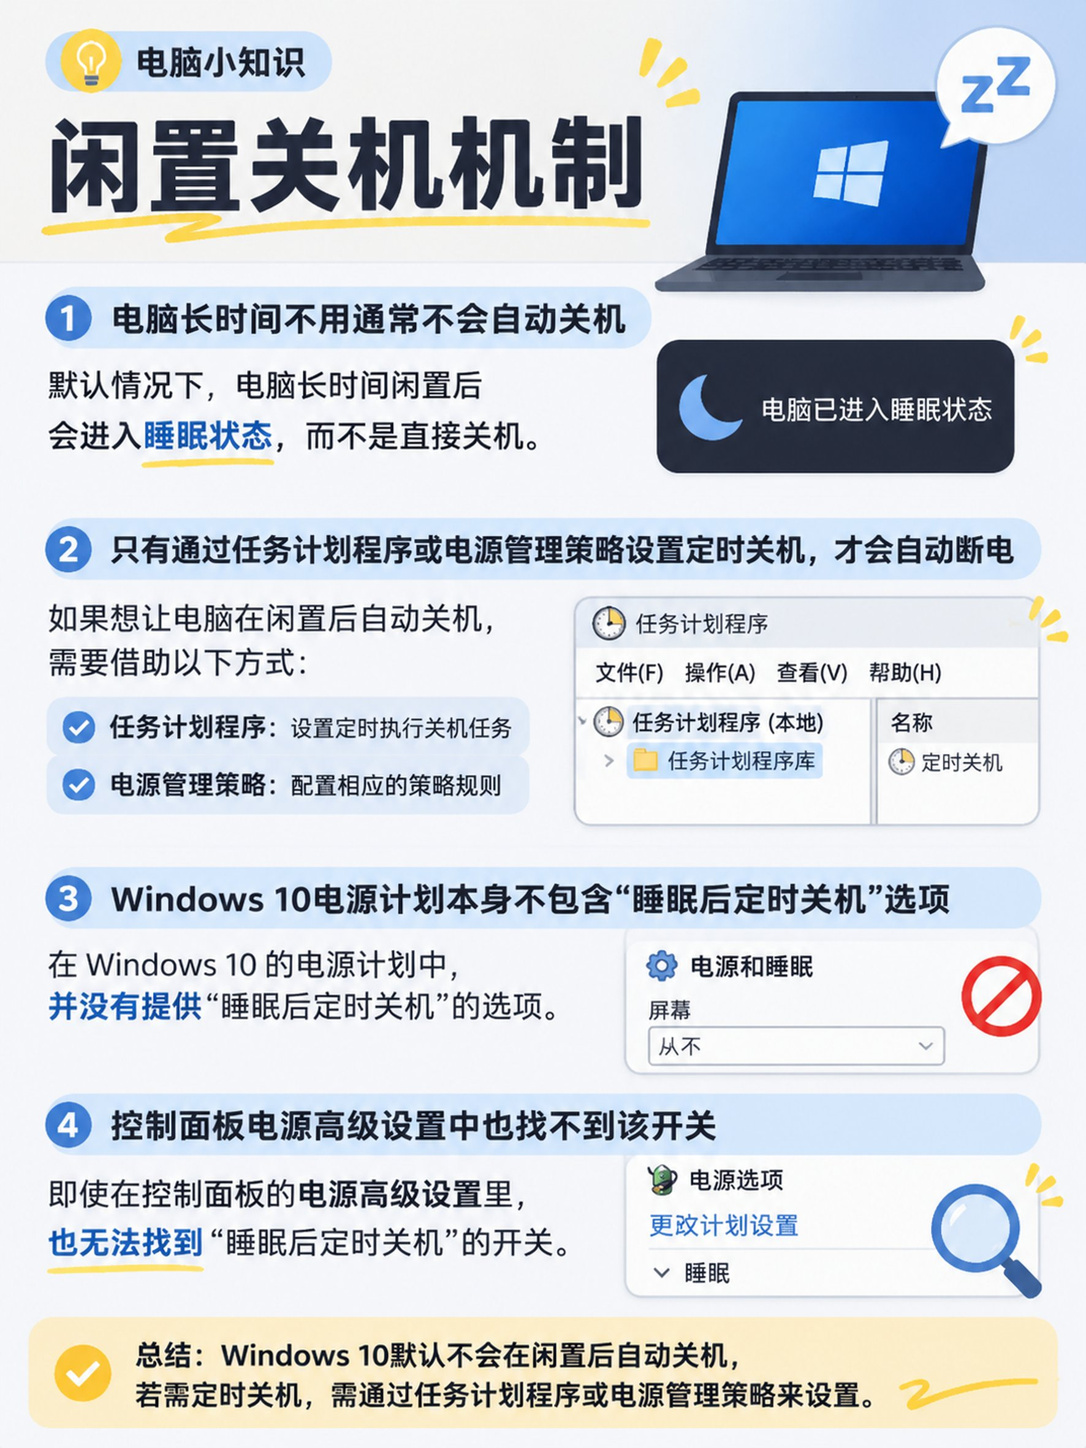 电脑小知识
闲置关机机制
zZ
1 电脑长时间不用通常不会自动关机
默认情况下，电脑长时间闲置后
会进入睡眠状态，而不是直接关机。
电脑已进入睡眠状态
2 只有通过任务计划程序或电源管理策略设置定时关机，才会自动断电
如果想让电脑在闲置后自动关机，
需要借助以下方式：
任务计划程序：设置定时执行关机任务
电源管理策略：配置相应的策略规则
任务计划程序
文件(F) 操作(A) 查看(V) 帮助(H)
任务计划程序 (本地)
任务计划程序库
名称
定时关机
3 Windows 10电源计划本身不包含“睡眠后定时关机”选项
在 Windows 10 的电源计划中，
并没有提供“睡眠后定时关机”的选项。
电源和睡眠
屏幕
从不
4 控制面板电源高级设置中也找不到该开关
即使在控制面板的电源高级设置里，
也无法找到“睡眠后定时关机”的开关。
电源选项
更改计划设置
睡眠
总结：Windows 10默认不会在闲置后自动关机，
若需定时关机，需通过任务计划程序或电源管理策略来设置。